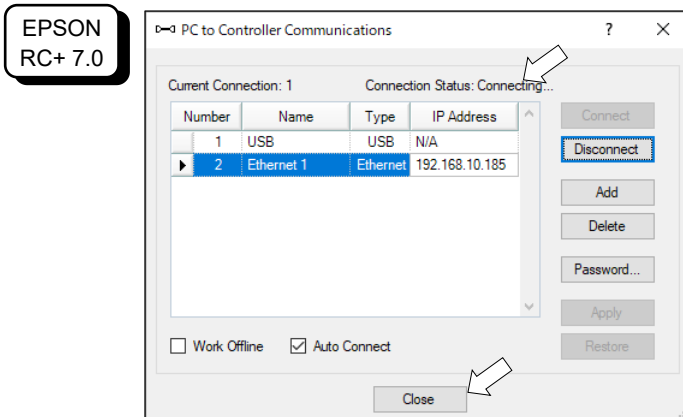 EPSON
RC+ 7.0
PC to Controller Communications ? ×
Current Connection: 1 Connection Status: Connecting...
Number Name Type IP Address
1 USB USB N/A
2 Ethernet 1 Ethernet 192.168.10.185
Connect
Disconnect
Add
Delete
Password...
Apply
Restore
Work Offline Auto Connect
Close